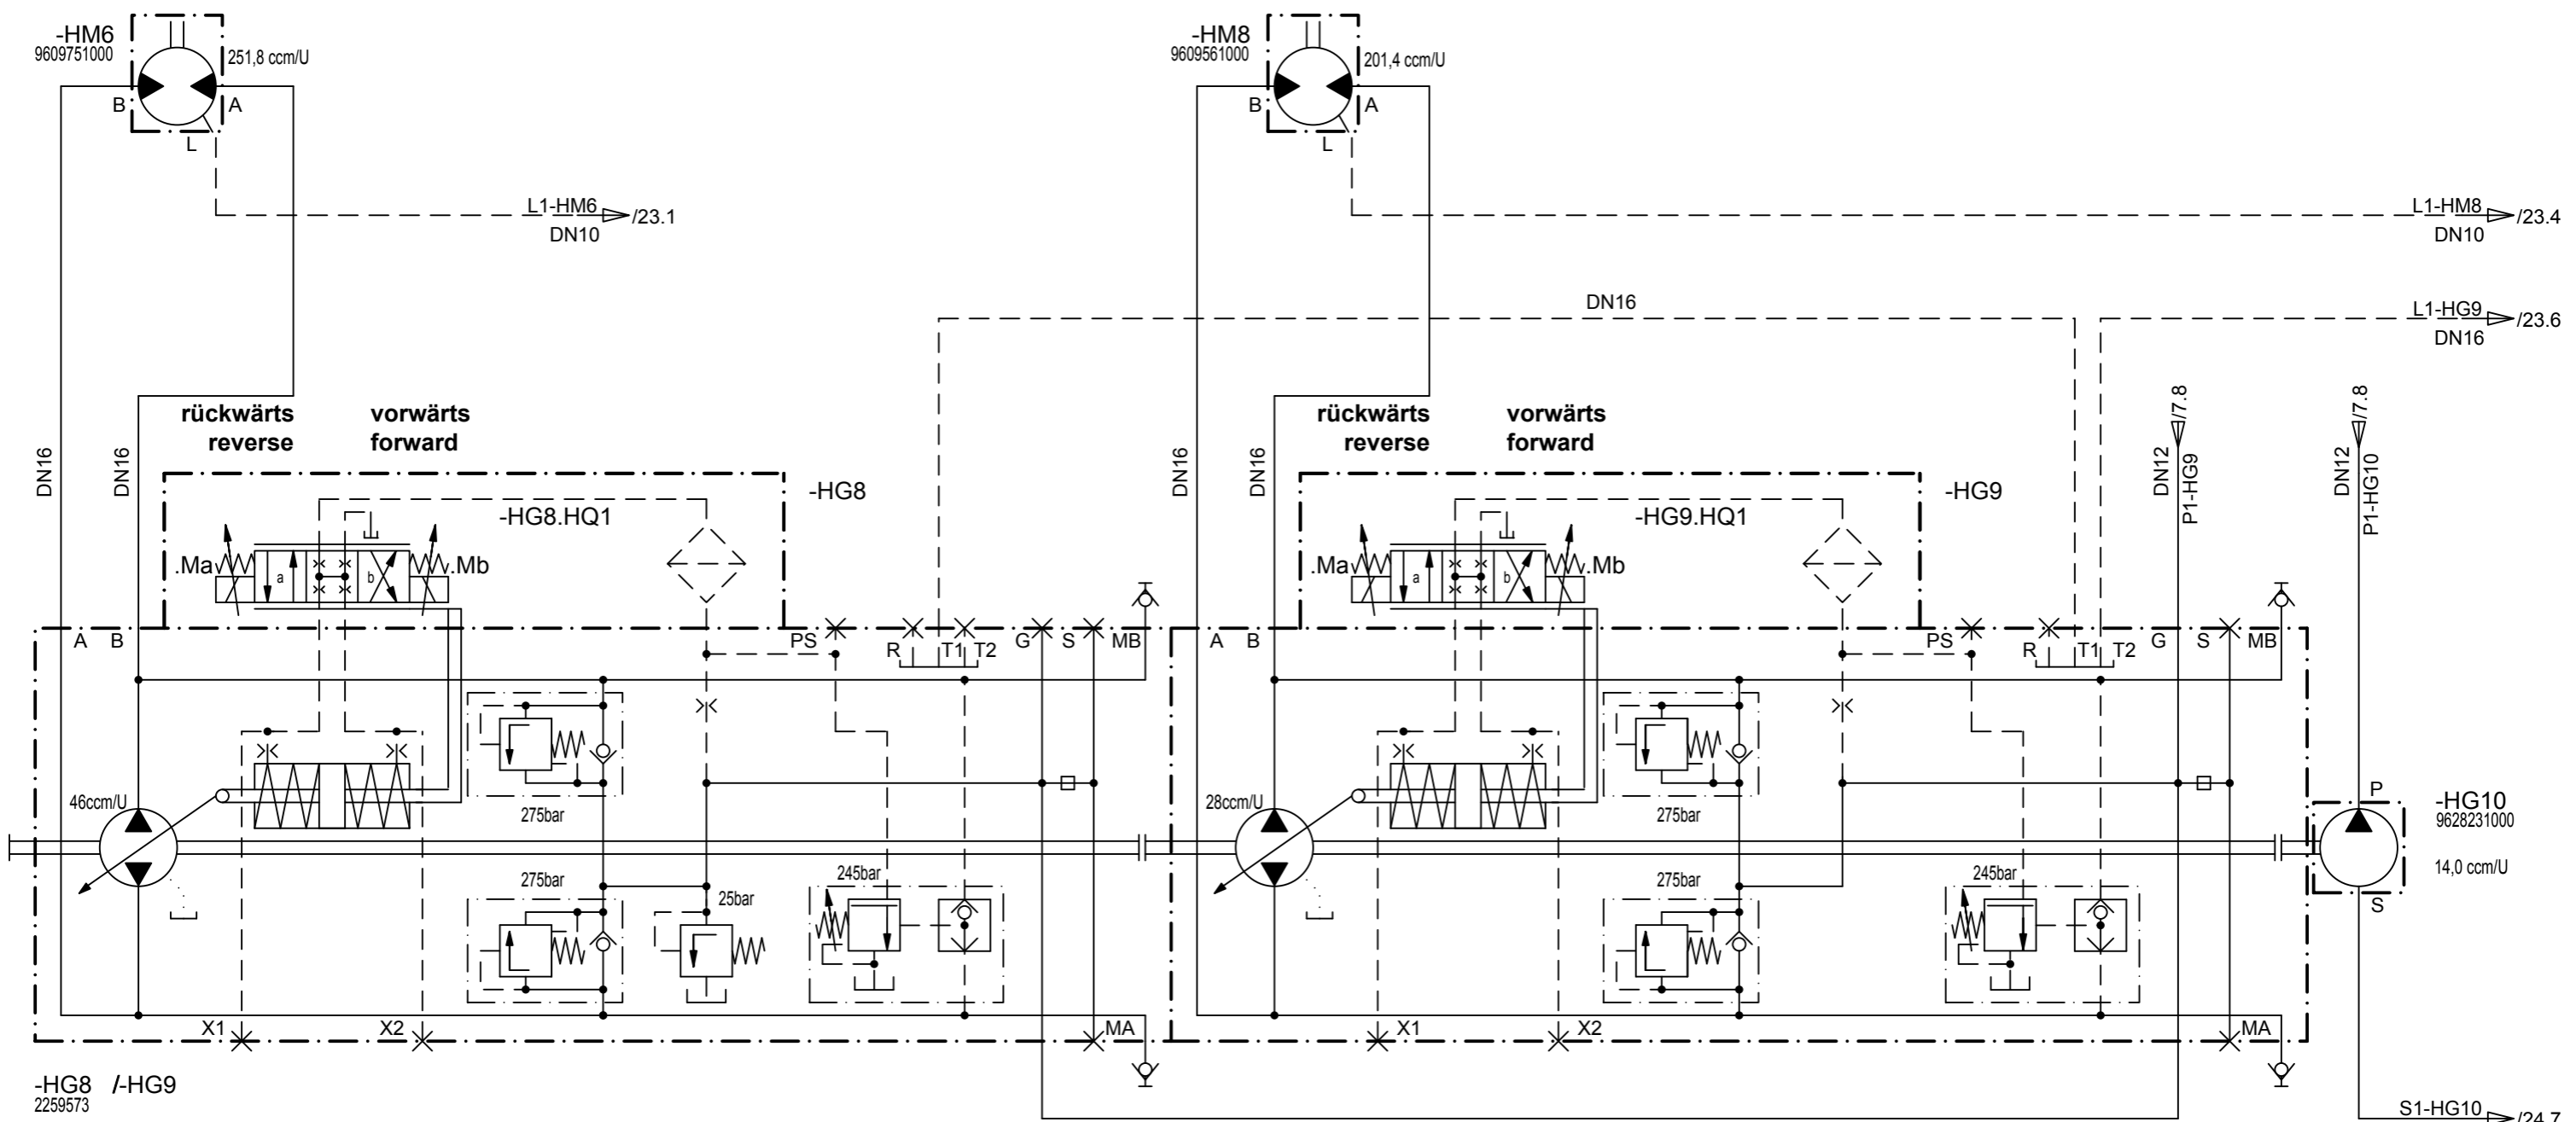 -HM6
9609751000
251,8 ccm/U
B
A
L
L1-HM6
/23.1
DN10
-HM8
9609561000
201,4 ccm/U
B
A
L
L1-HM8
/23.4
DN10
DN16
L1-HG9
/23.6
DN16
rückwärts
reverse
vorwärts
forward
DN16
DN16
-HG8
-HG8.HQ1
.Ma
a
b
.Mb
rückwärts
reverse
vorwärts
forward
DN16
DN16
-HG9
-HG9.HQ1
.Ma
a
b
.Mb
/7.8
DN12
P1-HG9
/7.8
DN12
P1-HG10
A
B
PS
R
T1
T2
G
S
MB
A
B
PS
R
T1
T2
G
S
MB
46ccm/U
275bar
275bar
25bar
245bar
28ccm/U
275bar
275bar
245bar
P
-HG10
9628231000
14,0 ccm/U
S
X1
X2
MA
X1
X2
MA
-HG8 /-HG9
2259573
S1-HG10
/24.7